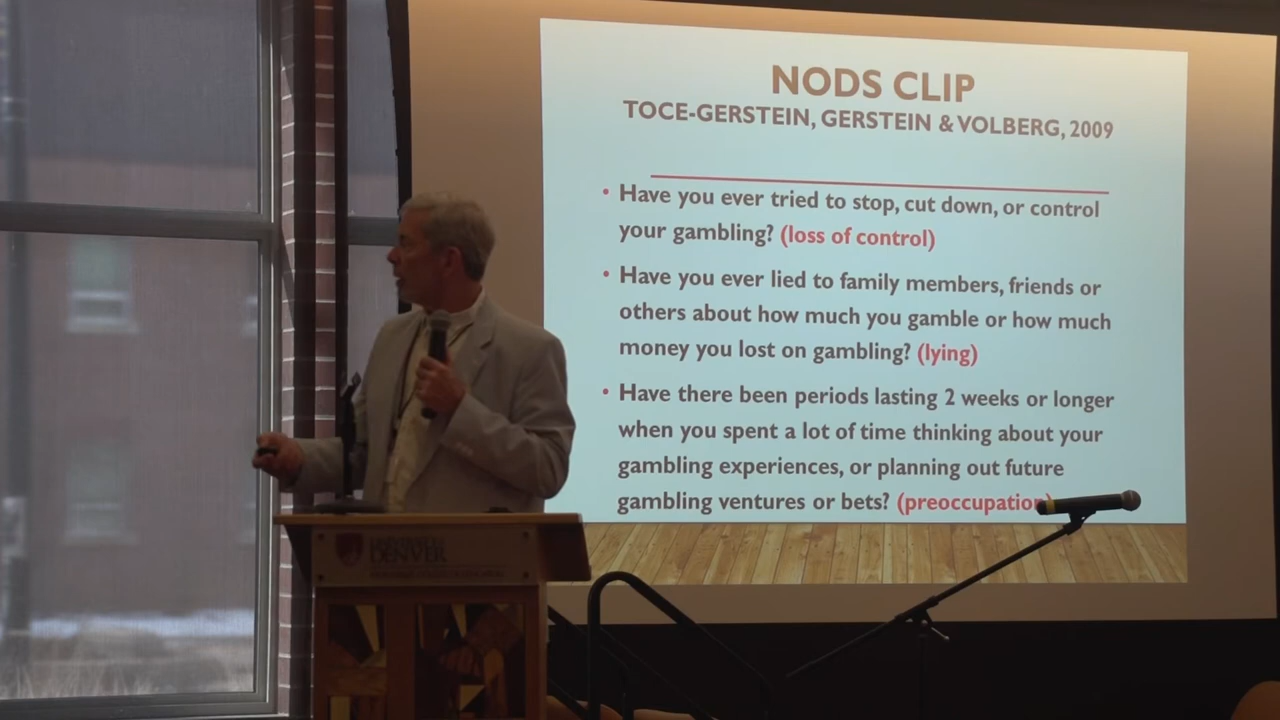 NODS CLIP
TOCE-GERSTEIN, GERSTEIN & VOLBERG, 2009
• Have you ever tried to stop, cut down, or control
your gambling? (loss of control)
• Have you ever lied to family members, friends or
others about how much you gamble or how much
money you lost on gambling? (lying)
• Have there been periods lasting 2 weeks or longer
when you spent a lot of time thinking about your
gambling experiences, or planning out future
gambling ventures or bets? (preoccupation)
DENVER